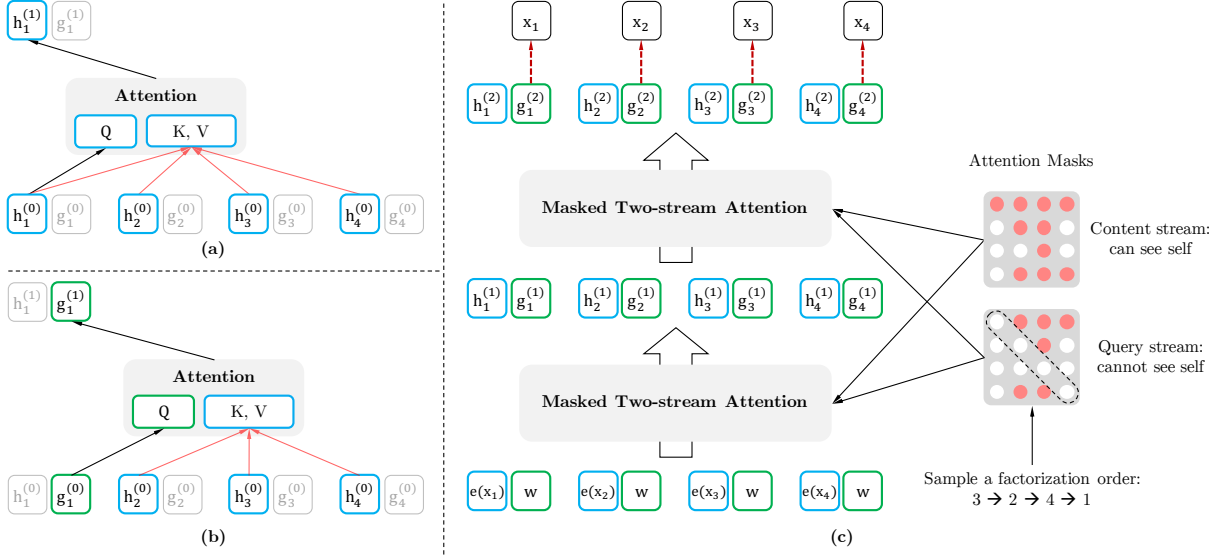 h₁⁽¹⁾ g₁⁽¹⁾
Attention
Q K, V
h₁⁽⁰⁾ g₁⁽⁰⁾ h₂⁽⁰⁾ g₂⁽⁰⁾ h₃⁽⁰⁾ g₃⁽⁰⁾ h₄⁽⁰⁾ g₄⁽⁰⁾
(a)
h₁⁽¹⁾ g₁⁽¹⁾
Attention
Q K, V
h₁⁽⁰⁾ g₁⁽⁰⁾ h₂⁽⁰⁾ g₂⁽⁰⁾ h₃⁽⁰⁾ g₃⁽⁰⁾ h₄⁽⁰⁾ g₄⁽⁰⁾
(b)
x₁ x₂ x₃ x₄
h₁⁽²⁾ g₁⁽²⁾ h₂⁽²⁾ g₂⁽²⁾ h₃⁽²⁾ g₃⁽²⁾ h₄⁽²⁾ g₄⁽²⁾
Masked Two-stream Attention
h₁⁽¹⁾ g₁⁽¹⁾ h₁⁽¹⁾ g₂⁽¹⁾ h₁⁽¹⁾ g₃⁽¹⁾ h₄⁽¹⁾ g₄⁽¹⁾
Masked Two-stream Attention
e(x₁) w e(x₂) w e(x₃) w e(x₄) w
(c)
Attention Masks
Content stream:
can see self
Query stream:
cannot see self
Sample a factorization order:
3 → 2 → 4 → 1